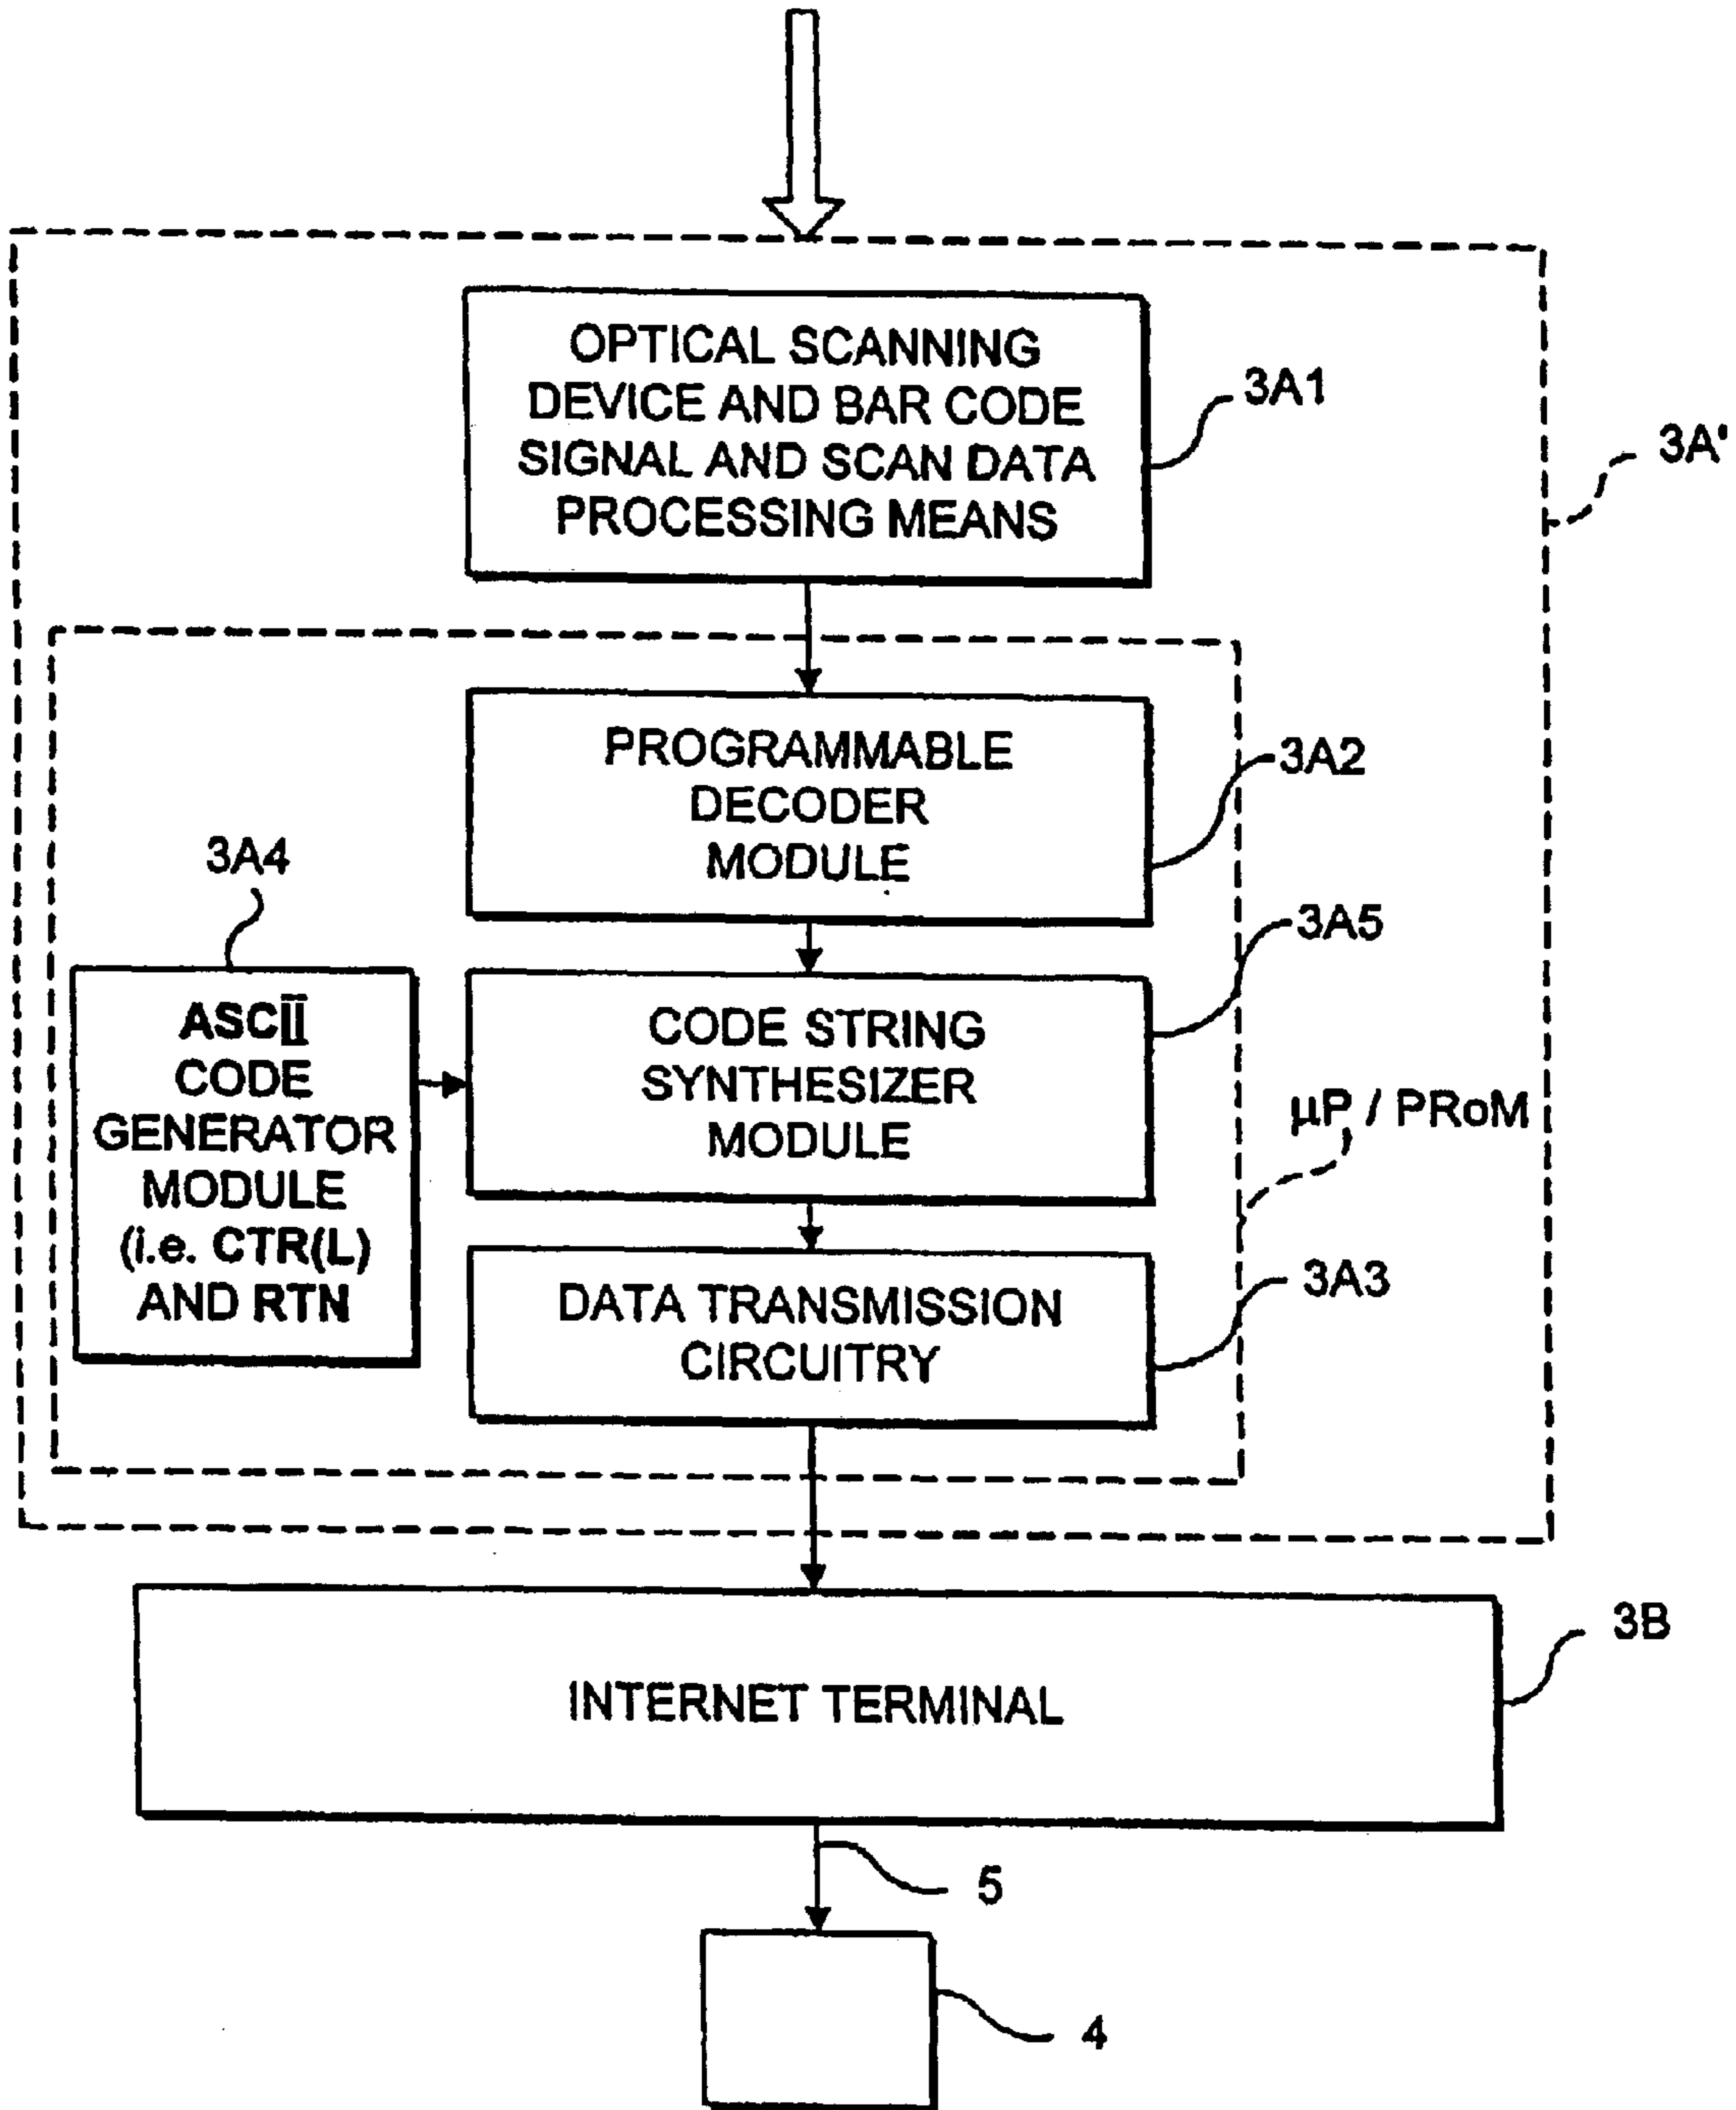 OPTICAL SCANNING
DEVICE AND BAR CODE
SIGNAL AND SCAN DATA
PROCESSING MEANS
3A1
3A'
PROGRAMMABLE
DECODER
MODULE
3A2
3A4
3A5
ASCII
CODE
GENERATOR
MODULE
(i.e. CTR(L)
AND RTN
CODE STRING
SYNTHESIZER
MODULE
µP / PRoM
DATA TRANSMISSION
CIRCUITRY
3A3
INTERNET TERMINAL
3B
5
4